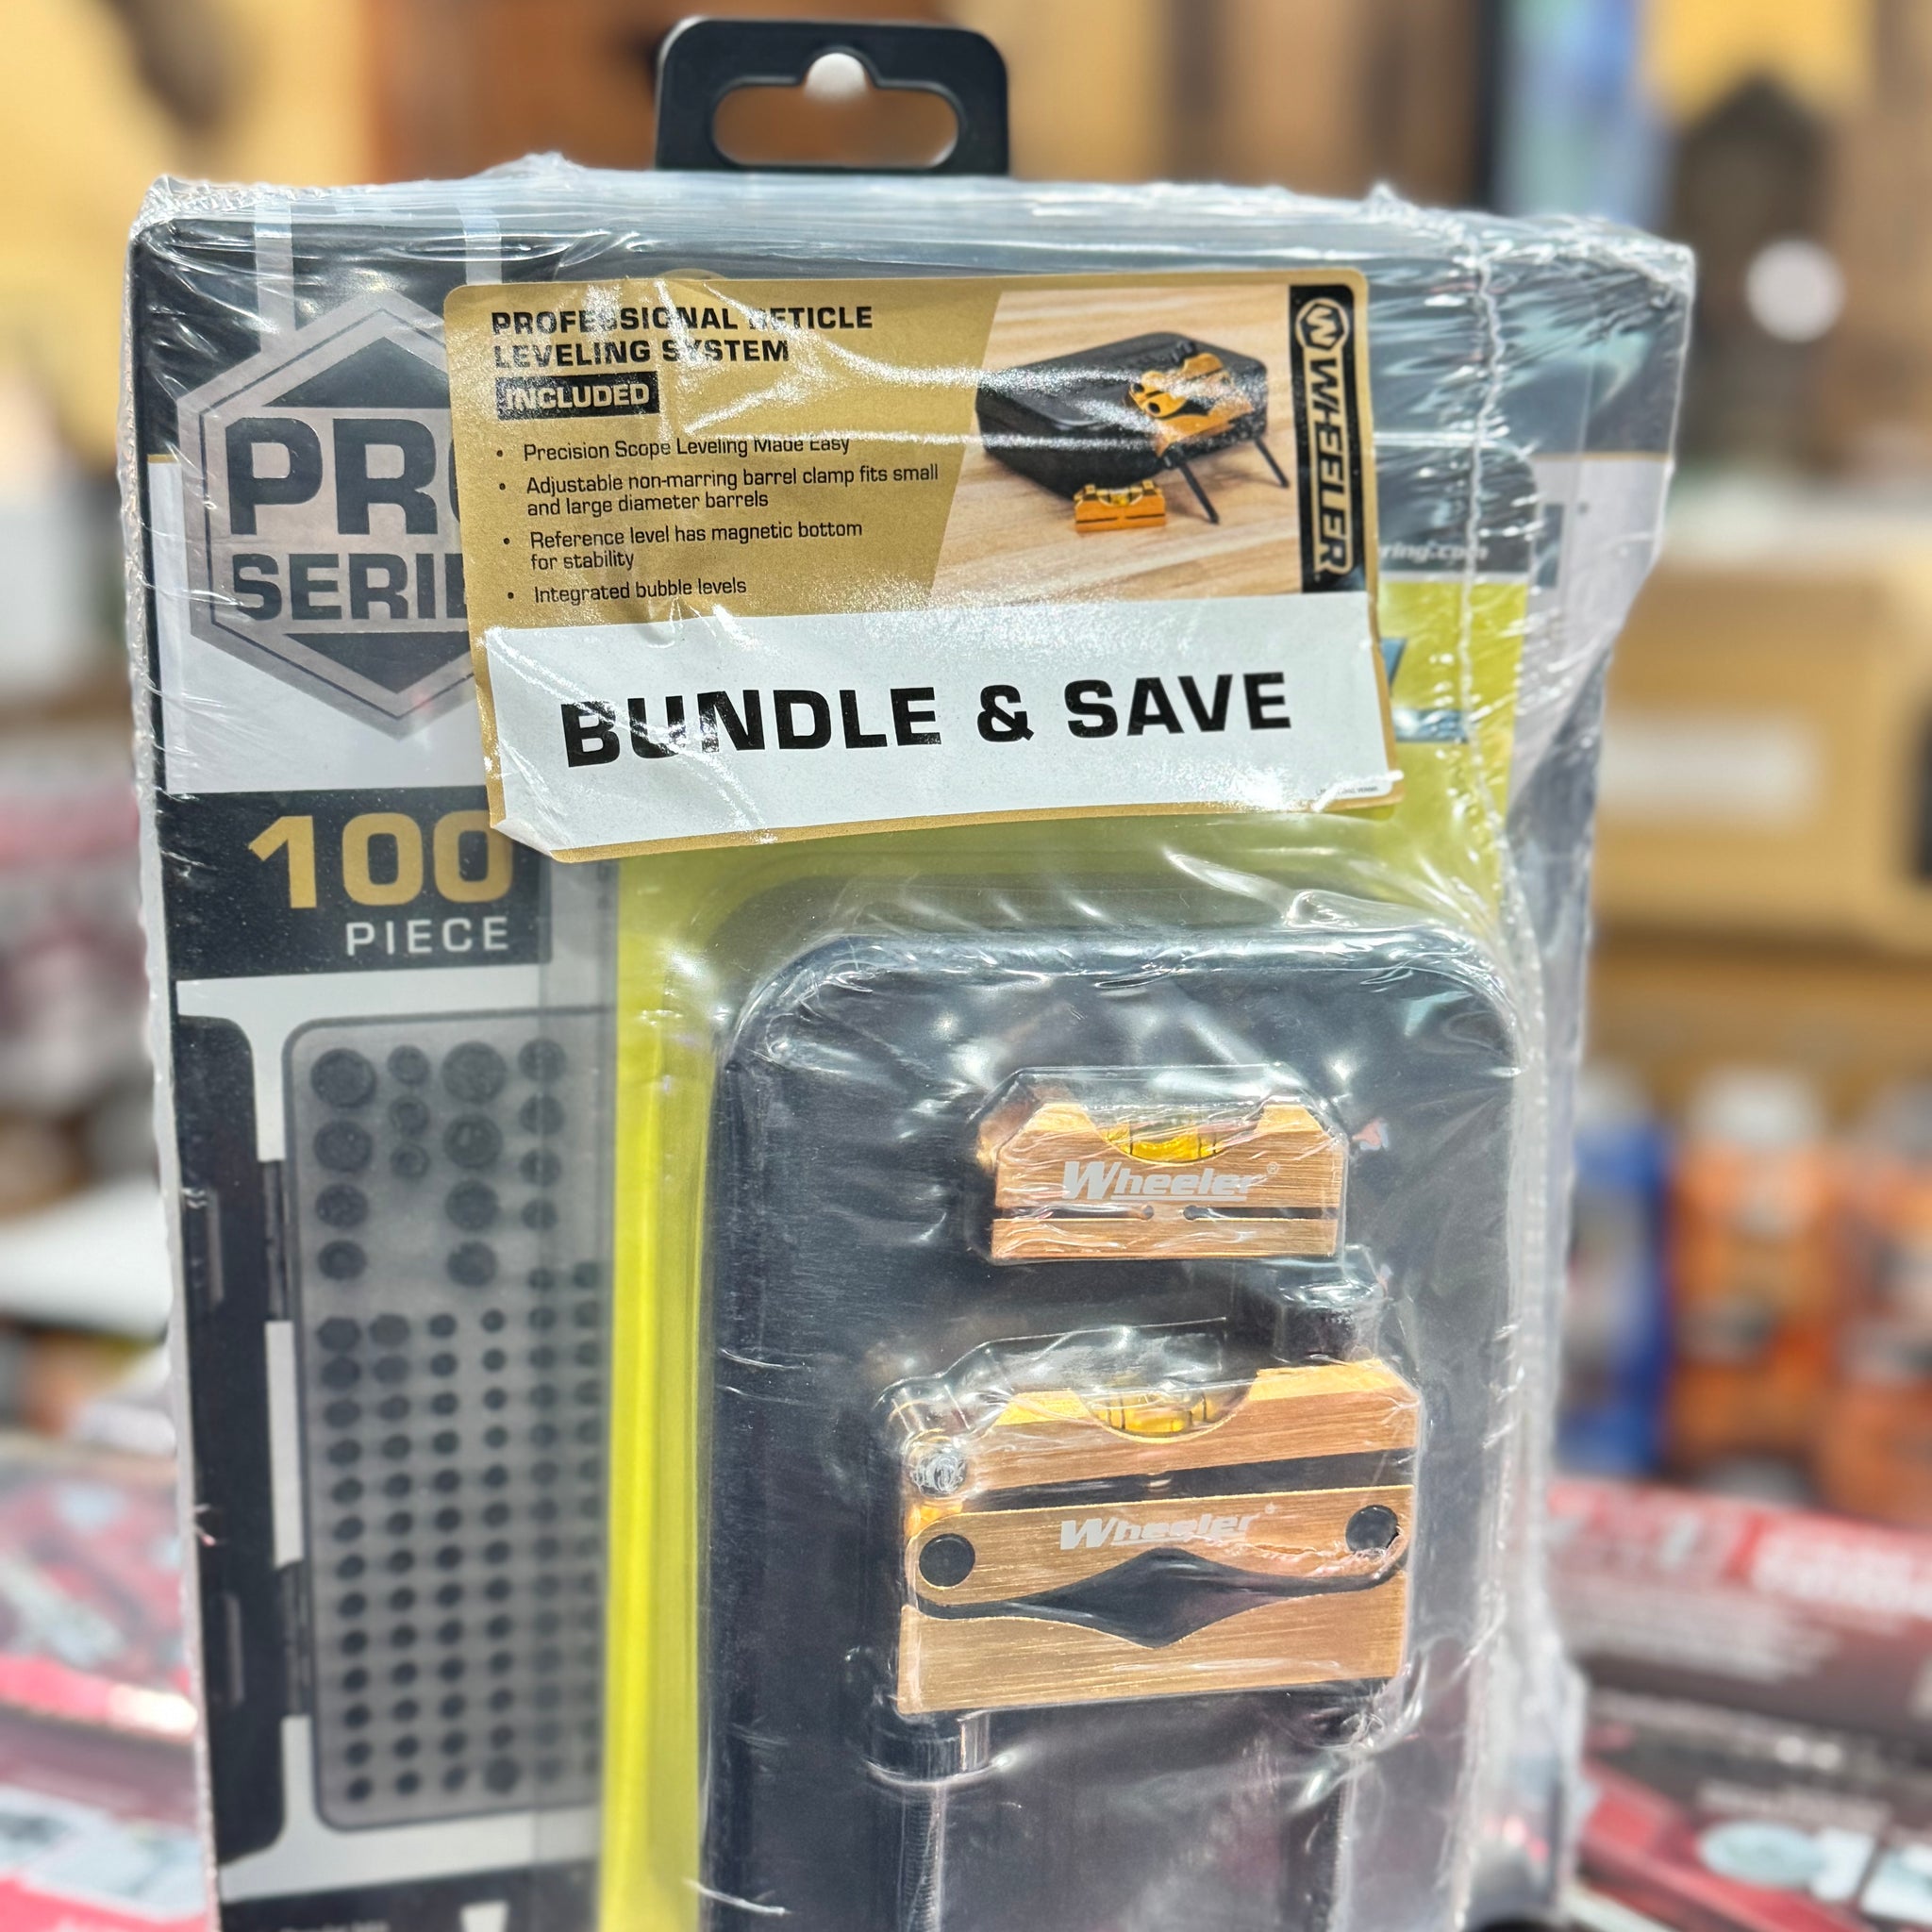 PROFESSIONAL RETICLE
LEVELING SYSTEM
INCLUDED
• Precision Scope Leveling Made Easy
• Adjustable non-marring barrel clamp fits small
and large diameter barrels
• Reference level has magnetic bottom
for stability
• Integrated bubble levels
WHEELER
BUNDLE & SAVE
PRO
SERIE
100
PIECE
Wheeler®
Wheeler®